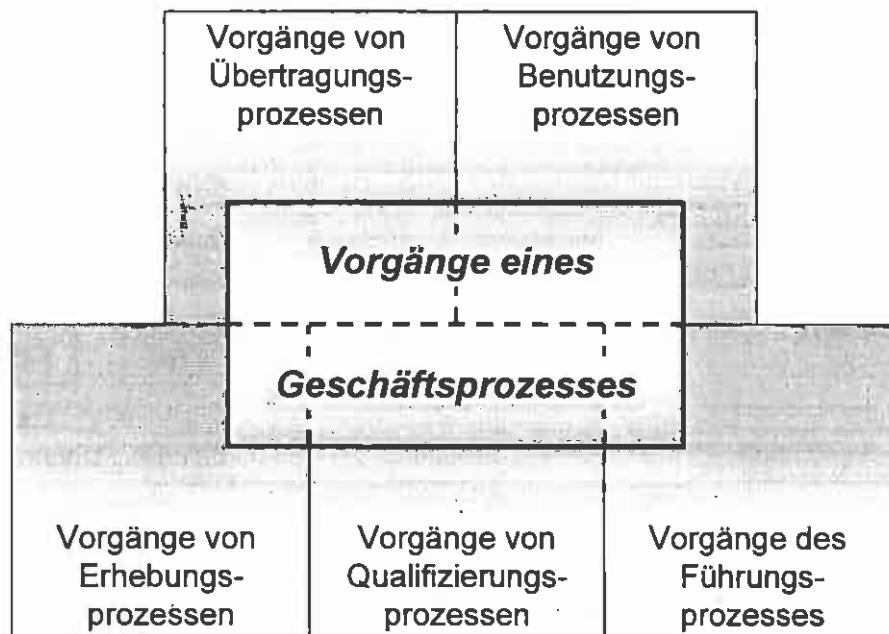 Vorgänge von
Übertragungs-
prozessen
Vorgänge von
Benutzungs-
prozessen
Vorgänge eines
Geschäftsprozesses
Vorgänge von
Erhebungs-
prozessen
Vorgänge von
Qualifizierungs-
prozessen
Vorgänge des
Führungs-
prozesses